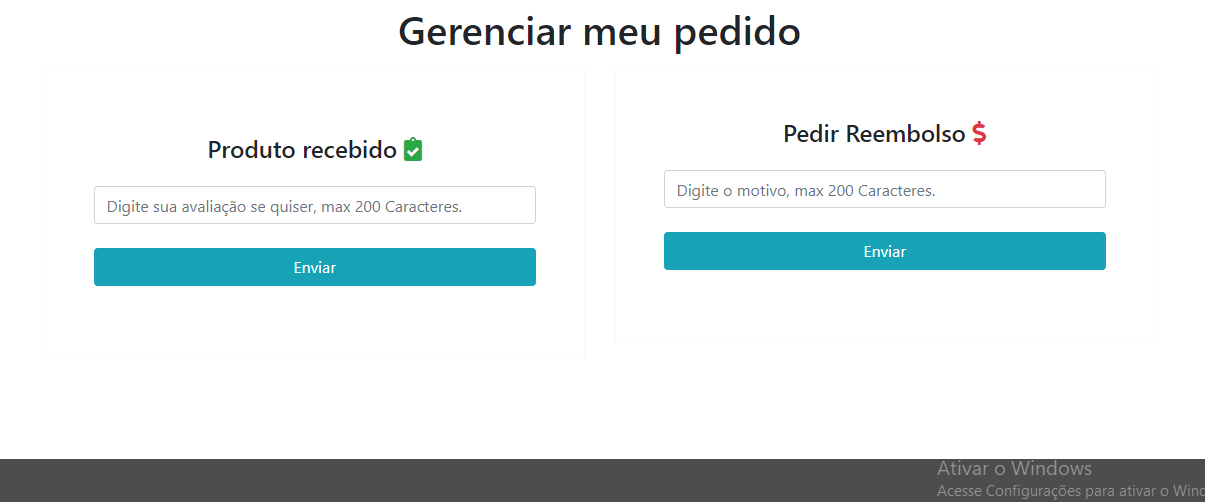 Gerenciar meu pedido
Produto recebido
Digite sua avaliação se quiser, max 200 Caracteres.
Enviar
Pedir Reembolso
Digite o motivo, max 200 Caracteres.
Enviar
Ativar o Windows
Acesse Configurações para ativar o Wind